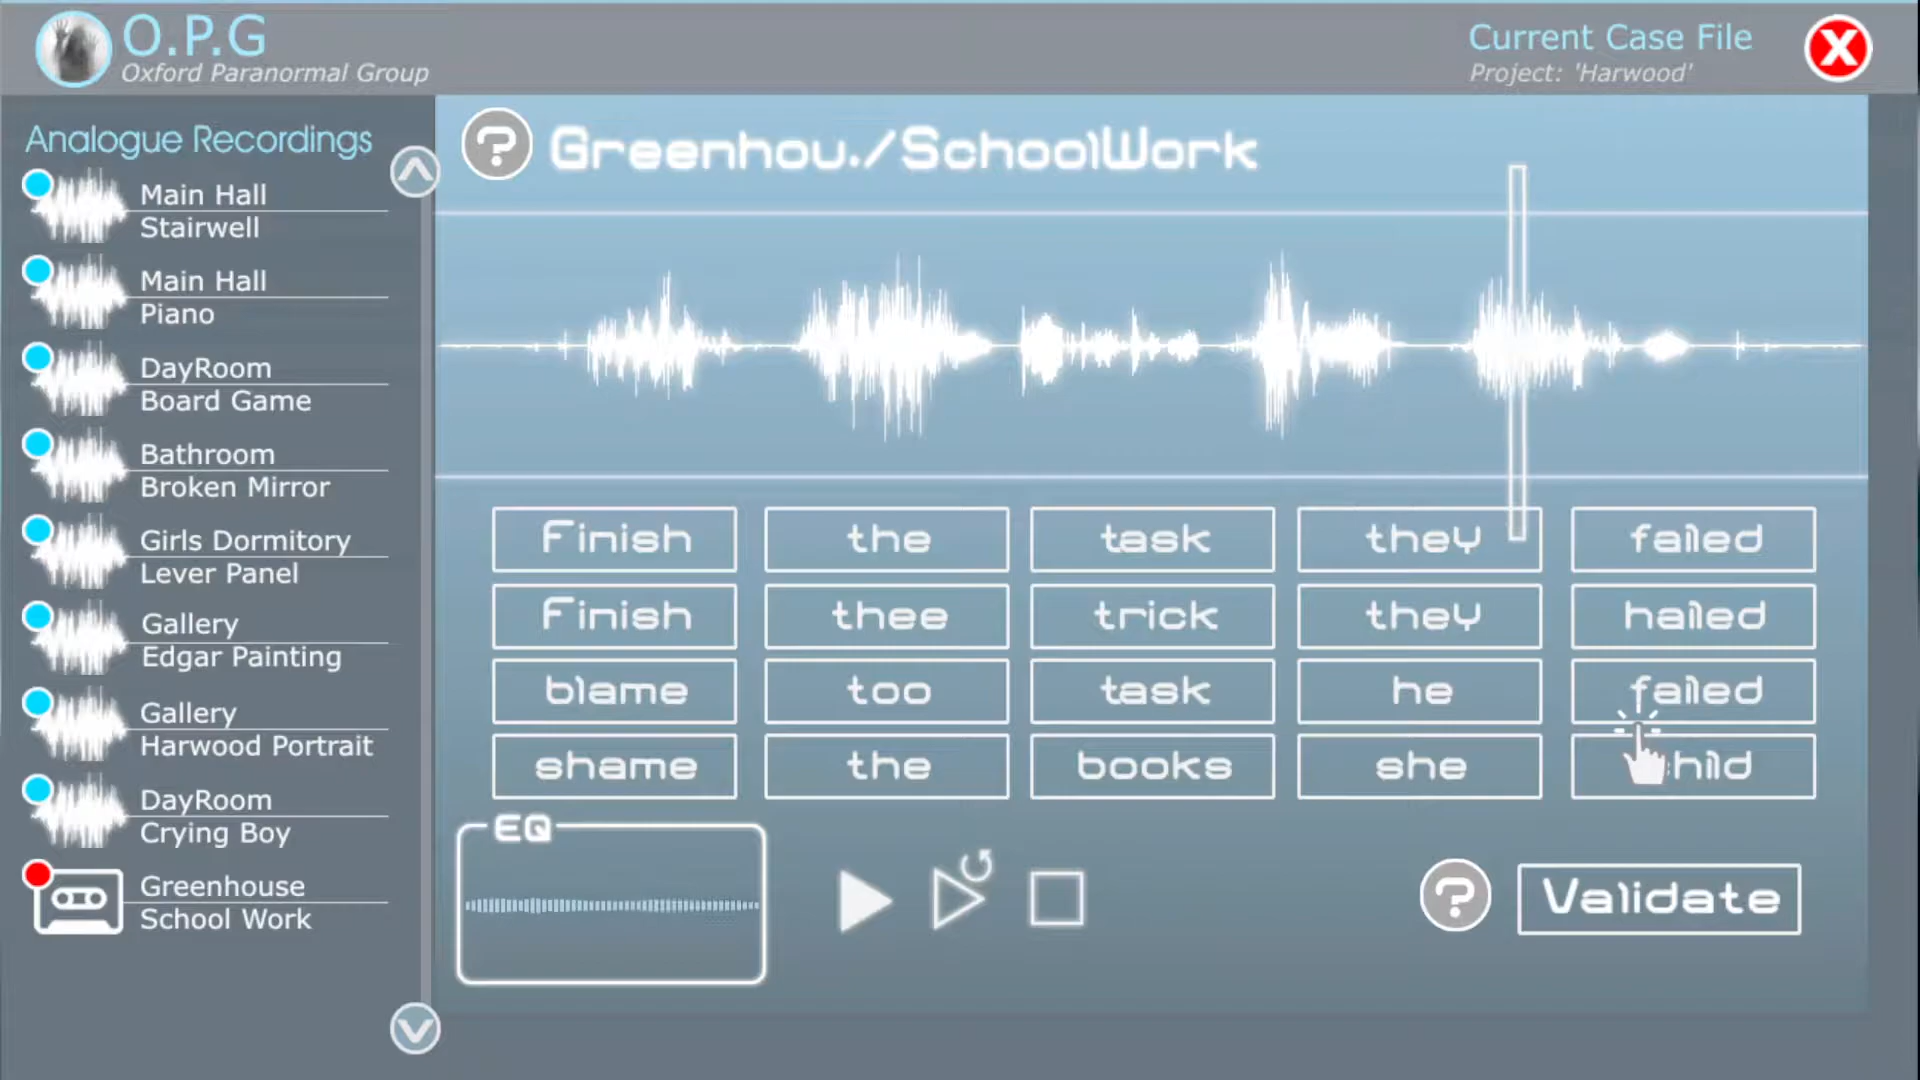 O.P.G
Oxford Paranormal Group
Current Case File
Project: 'Harwood'
X
Analogue Recordings
Main Hall
Stairwell
Main Hall
Piano
DayRoom
Board Game
Bathroom
Broken Mirror
Girls Dormitory
Lever Panel
Gallery
Edgar Painting
Gallery
Harwood Portrait
DayRoom
Crying Boy
Greenhouse
School Work
? Greenhou./SchoolWork
Finish the task they failed
Finish thee trick they hailed
blame too task he failed
shame the books she hild
EQ
? Validate